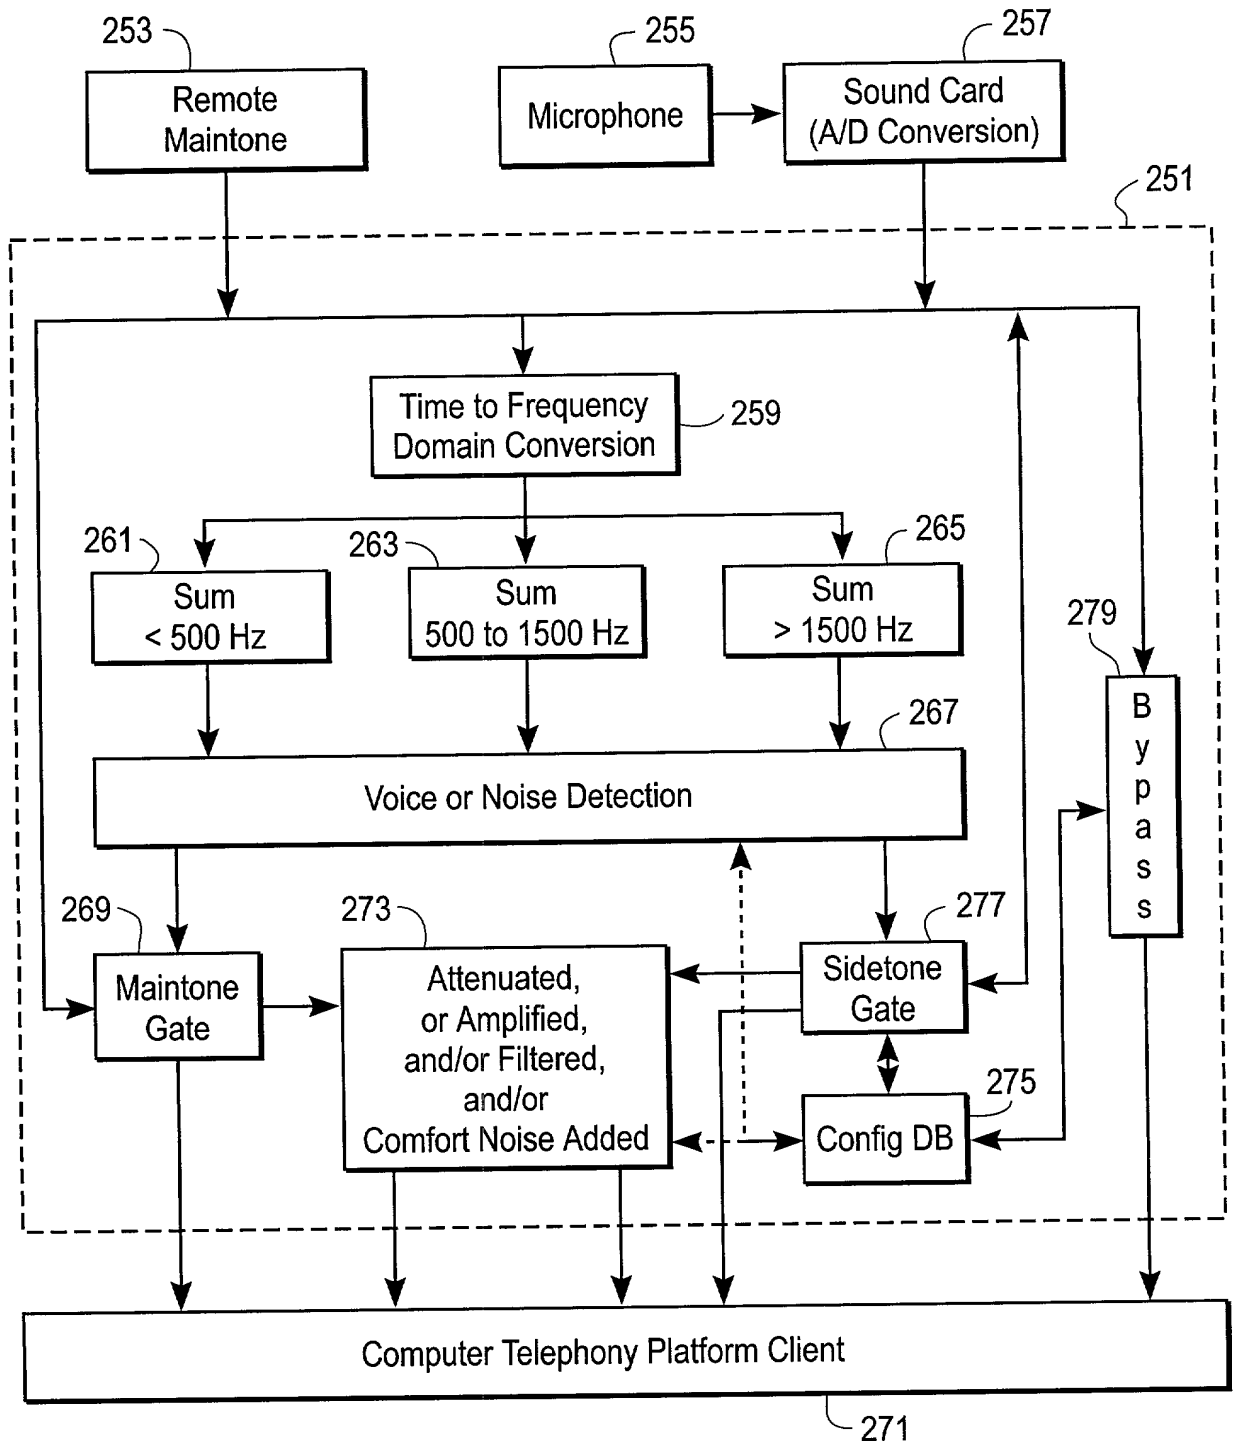 253
255
257
Remote
Maintone
Microphone
Sound Card
(A/D Conversion)
251
Time to Frequency
Domain Conversion
259
261
263
265
Sum
< 500 Hz
Sum
500 to 1500 Hz
Sum
> 1500 Hz
279
B
y
p
a
s
s
267
Voice or Noise Detection
269
273
277
Maintone
Gate
Attenuated,
or Amplified,
and/or Filtered,
and/or
Comfort Noise Added
Sidetone
Gate
275
Config DB
Computer Telephony Platform Client
271